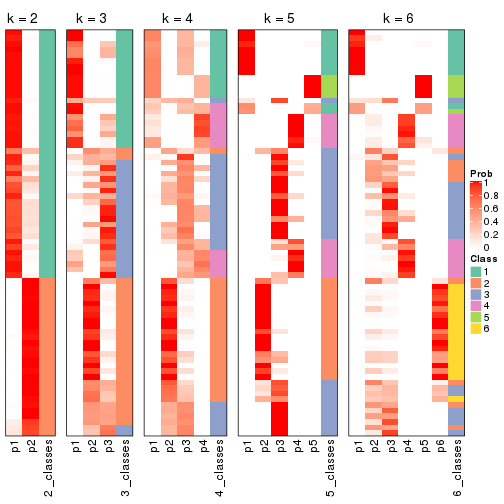 k = 2
k = 3
k = 4
k = 5
k = 6
Prob
1
0.8
0.6
0.4
0.2
0
Class
1
2
3
4
5
6
p1
p2
2_classes
p1
p2
p3
3_classes
p1
p2
p3
p4
4_classes
p1
p2
p3
p4
p5
5_classes
p1
p2
p3
p4
p5
p6
6_classes